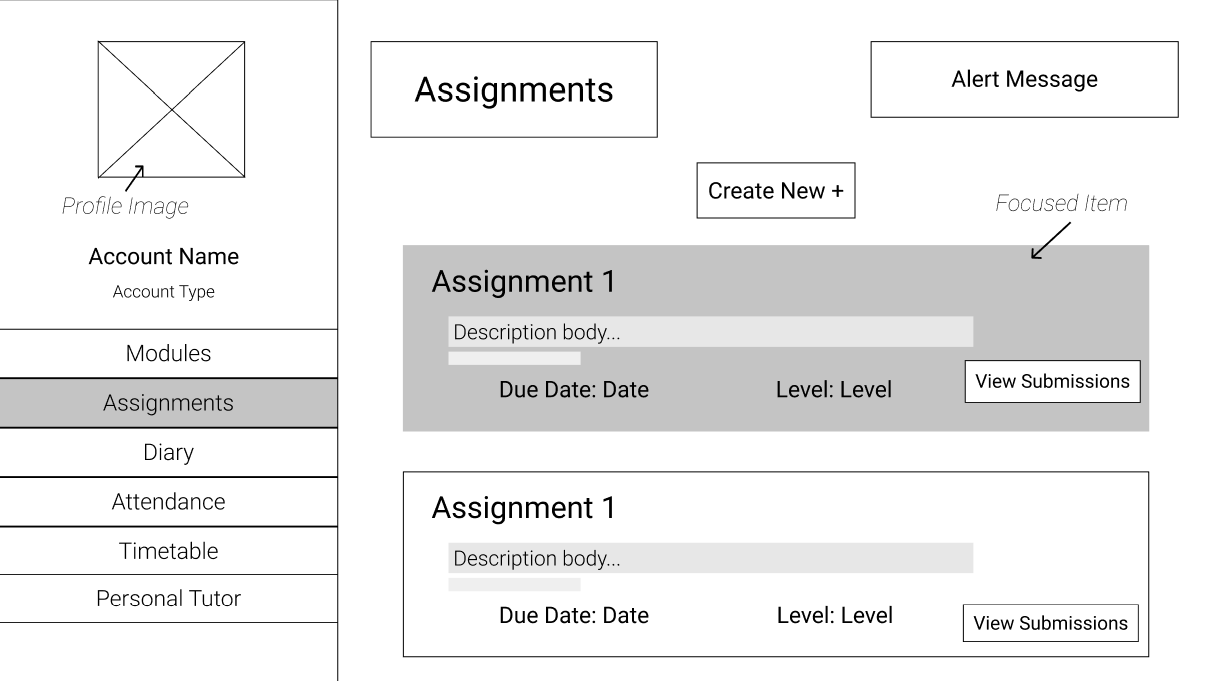 Profile Image
Account Name
Account Type
Modules
Assignments
Diary
Attendance
Timetable
Personal Tutor
Assignments
Alert Message
Create New +
Focused Item
Assignment 1
Description body...
Due Date: Date
Level: Level
View Submissions
Assignment 1
Description body...
Due Date: Date
Level: Level
View Submissions